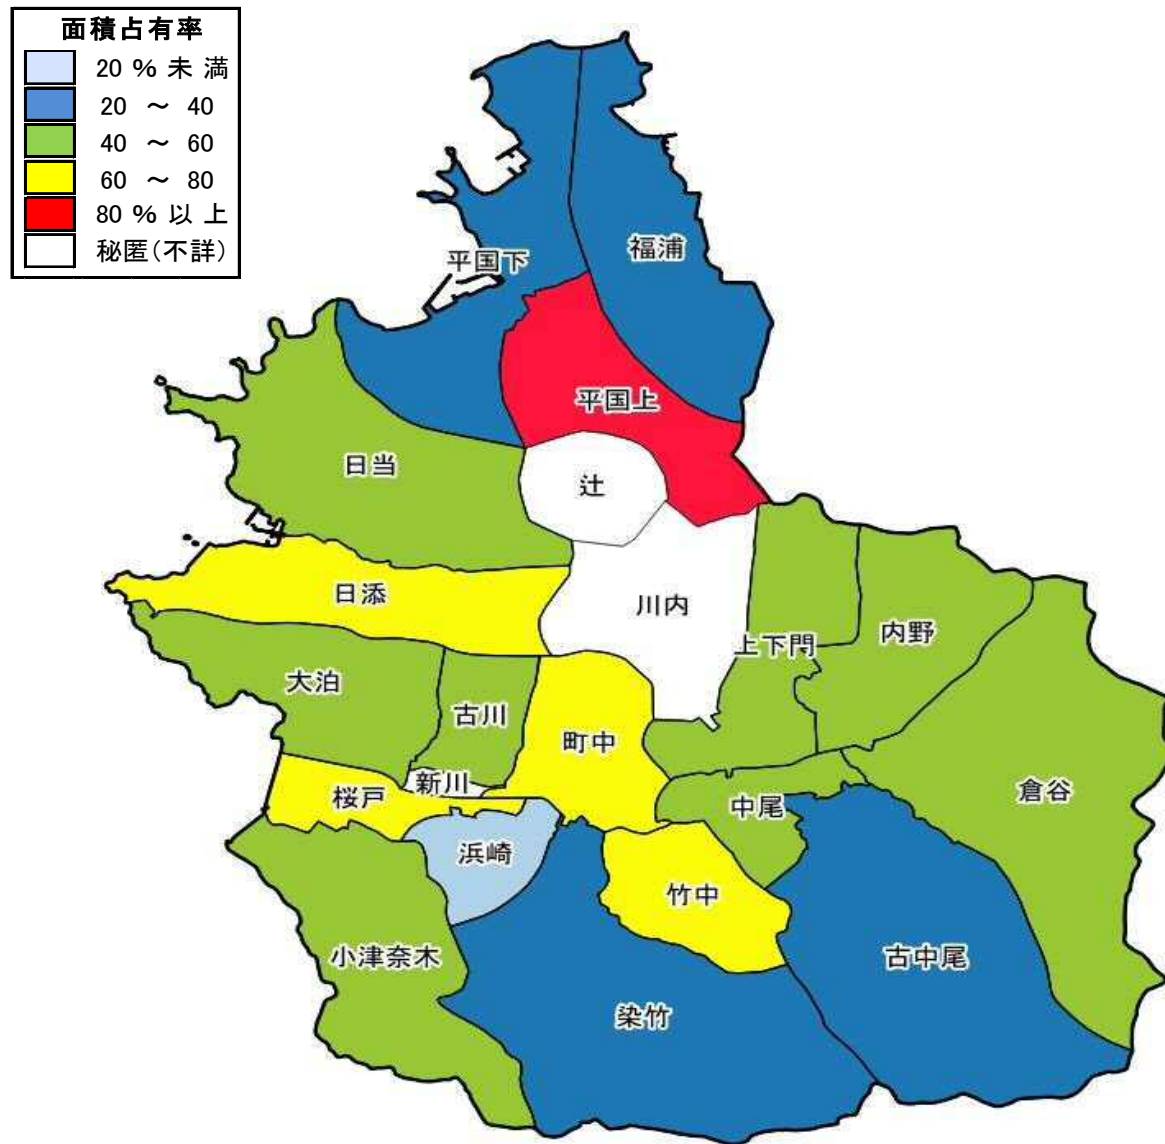 面積占有率
20 % 未 満
20 ～ 40
40 ～ 60
60 ～ 80
80 % 以 上
秘匿(不詳)
福浦
平国下
平国上
日当
辻
日添
川内
内野
上下門
大泊
古川
町中
新川
倉谷
桜戸
中尾
浜崎
竹中
小津奈木
古中尾
染竹